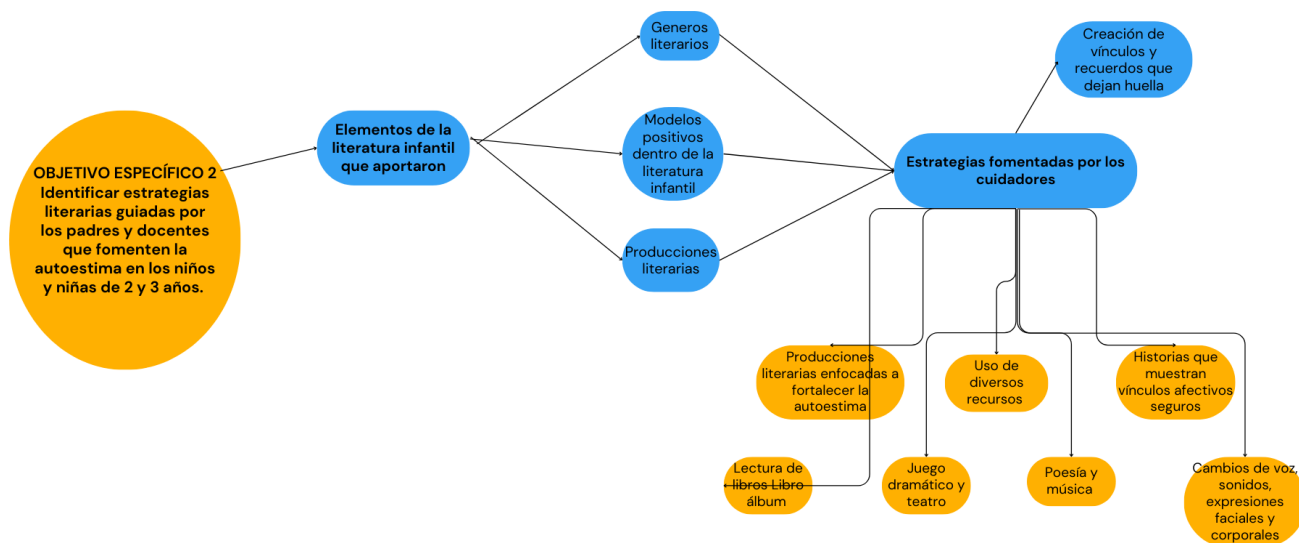 OBJETIVO ESPECÍFICO 2
Identificar estrategias
literarias guiadas por
los padres y docentes
que fomenten la
autoestima en los niños
y niñas de 2 y 3 años.
Elementos de la
literatura infantil
que aportaron
Generos
literarios
Modelos
positivos
dentro de la
literatura
infantil
Producciones
literarias
Creación de
vínculos y
recuerdos que
dejan huella
Estrategias fomentadas por los
cuidadores
Producciones
literarias enfocadas a
fortalecer la
autoestima
Uso de
diversos
recursos
Historias que
muestran
vínculos afectivos
seguros
Lectura de
libros Libro
álbum
Juego
dramático y
teatro
Poesía y
música
Cambios de voz,
sonidos,
expresiones
faciales y
corporales